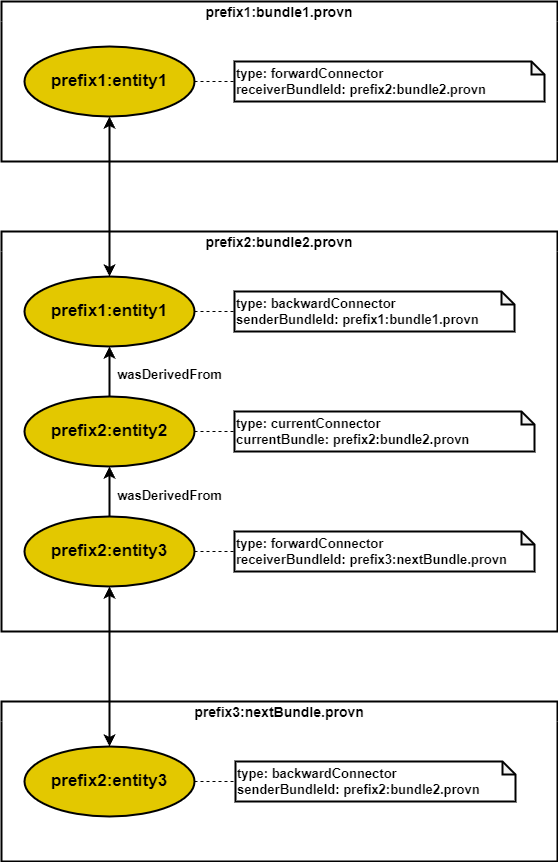 prefix1:bundle1.provn
prefix1:entity1
type: forwardConnector
receiverBundleId: prefix2:bundle2.provn
prefix2:bundle2.provn
prefix1:entity1
type: backwardConnector
senderBundleId: prefix1:bundle1.provn
wasDerivedFrom
prefix2:entity2
type: currentConnector
currentBundle: prefix2:bundle2.provn
wasDerivedFrom
prefix2:entity3
type: forwardConnector
receiverBundleId: prefix3:nextBundle.provn
prefix3:nextBundle.provn
prefix2:entity3
type: backwardConnector
senderBundleId: prefix2:bundle2.provn